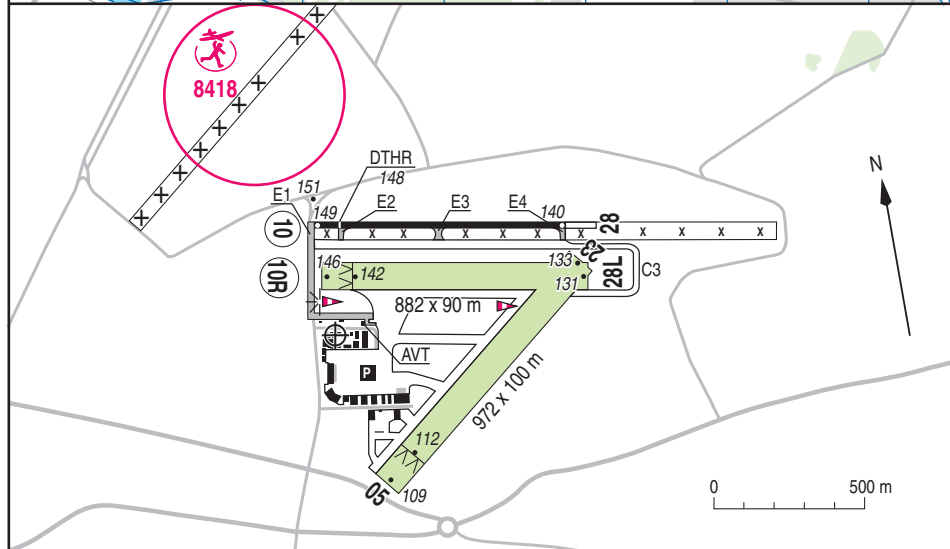 8418
N
DTHR
148
E1
151
149
E2
E3
E4
140
28
10
x x x x x x x x x x x
23
10R
146
142
133
131
28L
C3
882 x 90 m
AVT
P
972 x 100 m
112
109
05
0
500 m